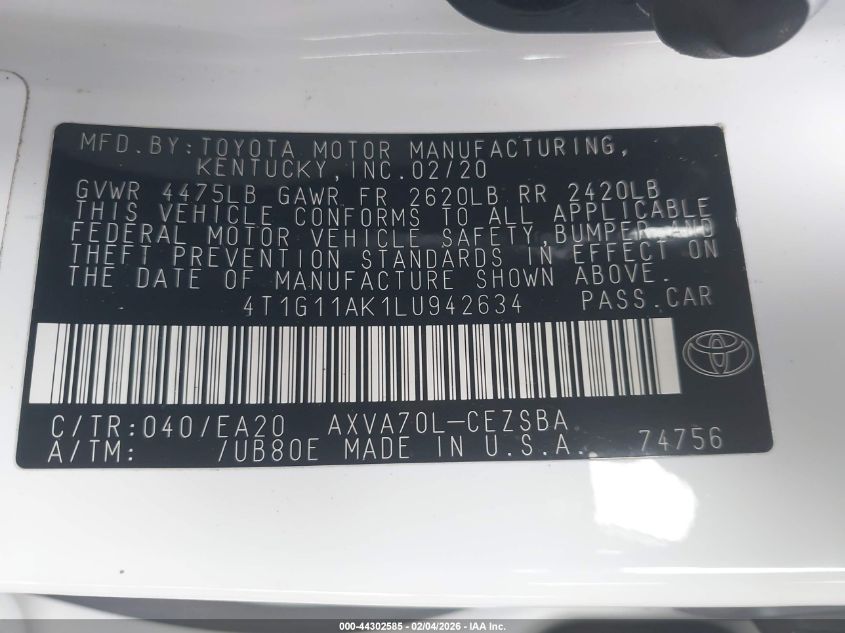 MFD.BY:TOYOTA MOTOR MANUFACTURING,
KENTUCKY,INC.02/20
GVWR 4475LB GAWR FR 2620LB RR 2420LB
THIS VEHICLE CONFORMS TO ALL APPLICABLE
FEDERAL MOTOR VEHICLE SAFETY,BUMPER,AND
THEFT PREVENTION STANDARDS IN EFFECT ON
THE DATE OF MANUFACTURE SHOWN ABOVE.
4T1G11AK1LU942634 PASS.CAR
C/TR:040/EA20 AXVA70L-CEZSBA
A/TM: /UB80E MADE IN U.S.A. 74756
000-44302585 - 02/04/2026 - IAA Inc.